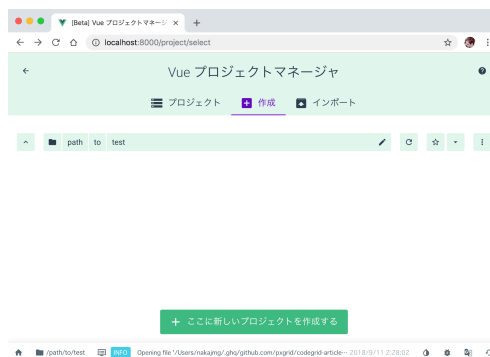 [Beta] Vue プロジェクトマネージ
localhost:8000/project/select
Vue プロジェクトマネージャ
プロジェクト 作成 インポート
path to test
ここに新しいプロジェクトを作成する
/path/to/test INFO Opening file '/Users/nakajmg/.ghq/github.com/pxgrid/codegrid-article⋯ 2018/9/11 2:28:02